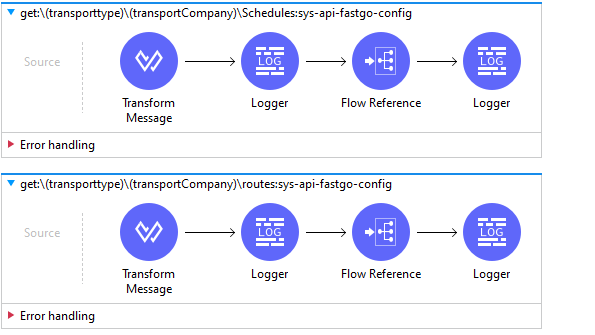 get:\(transporttype)\(transportCompany)\Schedules:sys-api-fastgo-config
Source
LOG
LOG
Transform
Message
Logger
Flow Reference
Logger
Error handling
get:\(transporttype)\(transportCompany)\routes:sys-api-fastgo-config
Source
LOG
LOG
Transform
Message
Logger
Flow Reference
Logger
Error handling